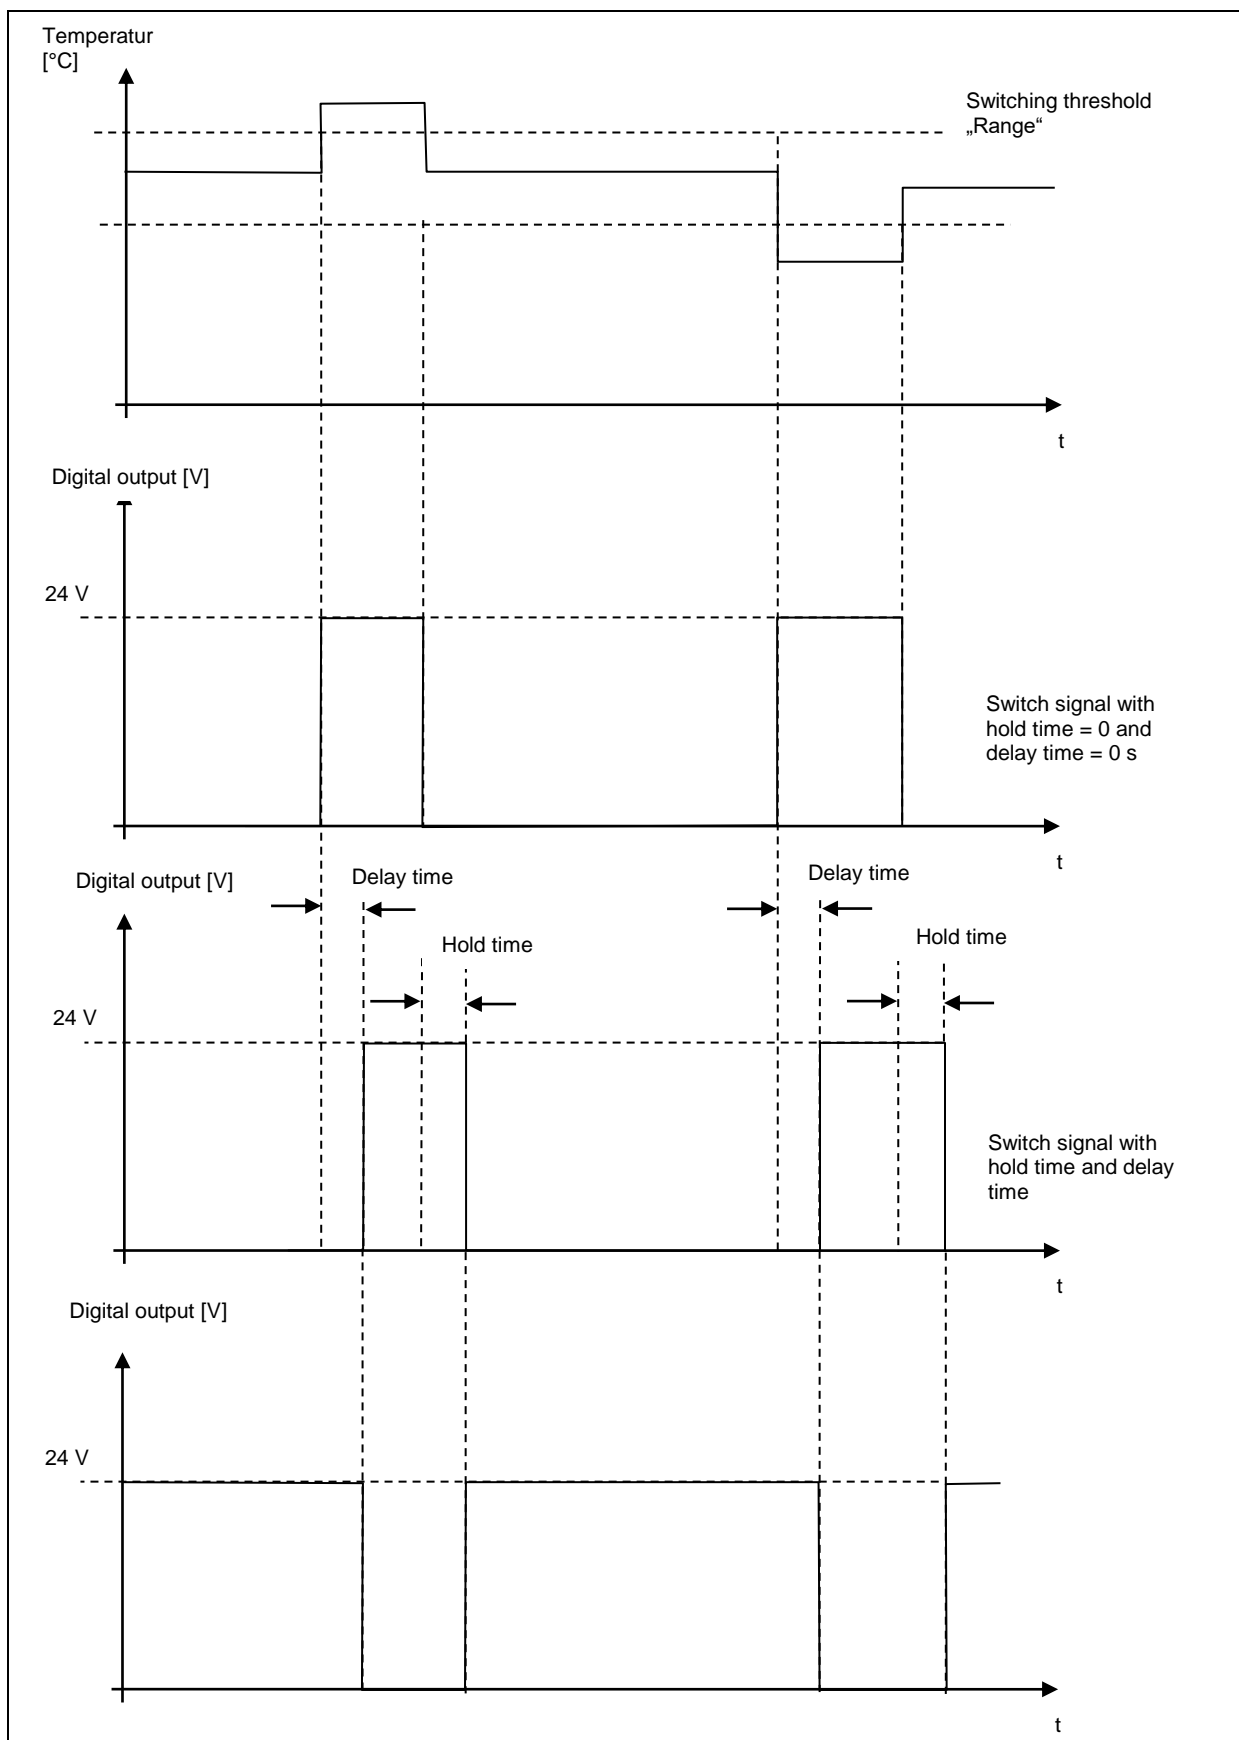 Temperatur
[°C]
Switching threshold
„Range“
t
Digital output [V]
24 V
Switch signal with
hold time = 0 and
delay time = 0 s
t
Digital output [V]
Delay time
Delay time
Hold time
Hold time
24 V
Switch signal with
hold time and delay
time
t
Digital output [V]
24 V
t